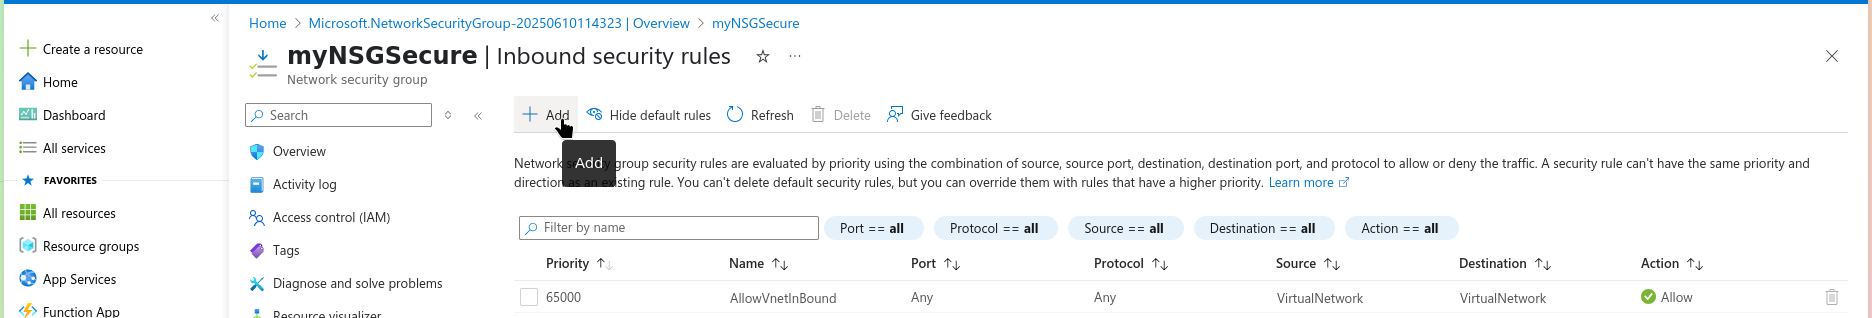 Home > Microsoft.NetworkSecurityGroup-20250610114323 | Overview > myNSGSecure
myNSGSecure | Inbound security rules
Network security group
Create a resource
Home
Dashboard
All services
FAVORITES
All resources
Resource groups
App Services
Function App
Search
Overview
Activity log
Access control (IAM)
Tags
Diagnose and solve problems
Resource visualizer
Add
Hide default rules
Refresh
Delete
Give feedback
Add
Network group security rules are evaluated by priority using the combination of source, source port, destination, destination port, and protocol to allow or deny the traffic. A security rule can't have the same priority and
direction existing rule. You can't delete default security rules, but you can override them with rules that have a higher priority. Learn more
Filter by name
Port == all
Protocol == all
Source == all
Destination == all
Action == all
Priority Name Port Protocol Source Destination Action
65000 AllowVnetInBound Any Any VirtualNetwork VirtualNetwork Allow